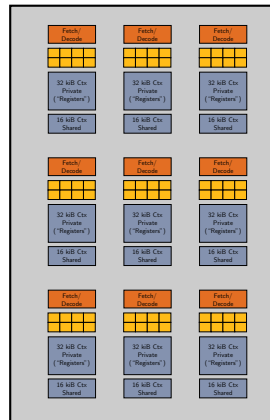 Fetch/
Decode
Fetch/
Decode
Fetch/
Decode
32 kiB Ctx
Private
("Registers")
32 kiB Ctx
Private
("Registers")
32 kiB Ctx
Private
("Registers")
16 kiB Ctx
Shared
16 kiB Ctx
Shared
16 kiB Ctx
Shared
Fetch/
Decode
Fetch/
Decode
Fetch/
Decode
32 kiB Ctx
Private
("Registers")
32 kiB Ctx
Private
("Registers")
32 kiB Ctx
Private
("Registers")
16 kiB Ctx
Shared
16 kiB Ctx
Shared
16 kiB Ctx
Shared
Fetch/
Decode
Fetch/
Decode
Fetch/
Decode
32 kiB Ctx
Private
("Registers")
32 kiB Ctx
Private
("Registers")
32 kiB Ctx
Private
("Registers")
16 kiB Ctx
Shared
16 kiB Ctx
Shared
16 kiB Ctx
Shared